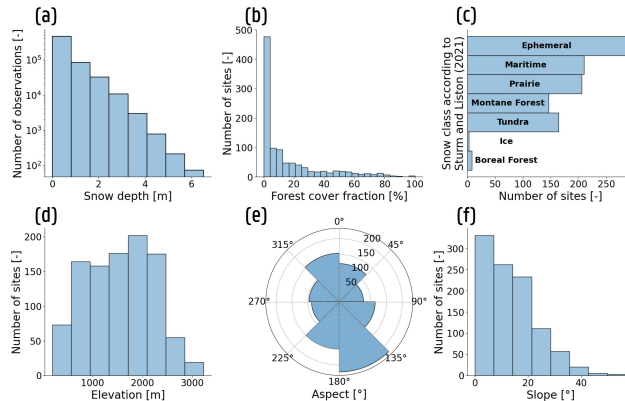 (a)
Number of observations [-]
10⁵
10⁴
10³
10²
0
2
4
6
Snow depth [m]
(b)
Number of sites [-]
500
400
300
200
100
0
0
20
40
60
80
100
Forest cover fraction [%]
(c)
Snow class according to
Sturm and Liston (2021)
Ephemeral
Maritime
Prairie
Montane Forest
Tundra
Ice
Boreal Forest
0
50
100
150
200
250
Number of sites [-]
(d)
Number of sites [-]
200
150
100
50
0
1000
2000
3000
Elevation [m]
(e)
0°
45°
90°
135°
180°
225°
270°
315°
200
150
100
50
Aspect [°]
(f)
Number of sites [-]
300
250
200
150
100
50
0
0
20
40
Slope [°]